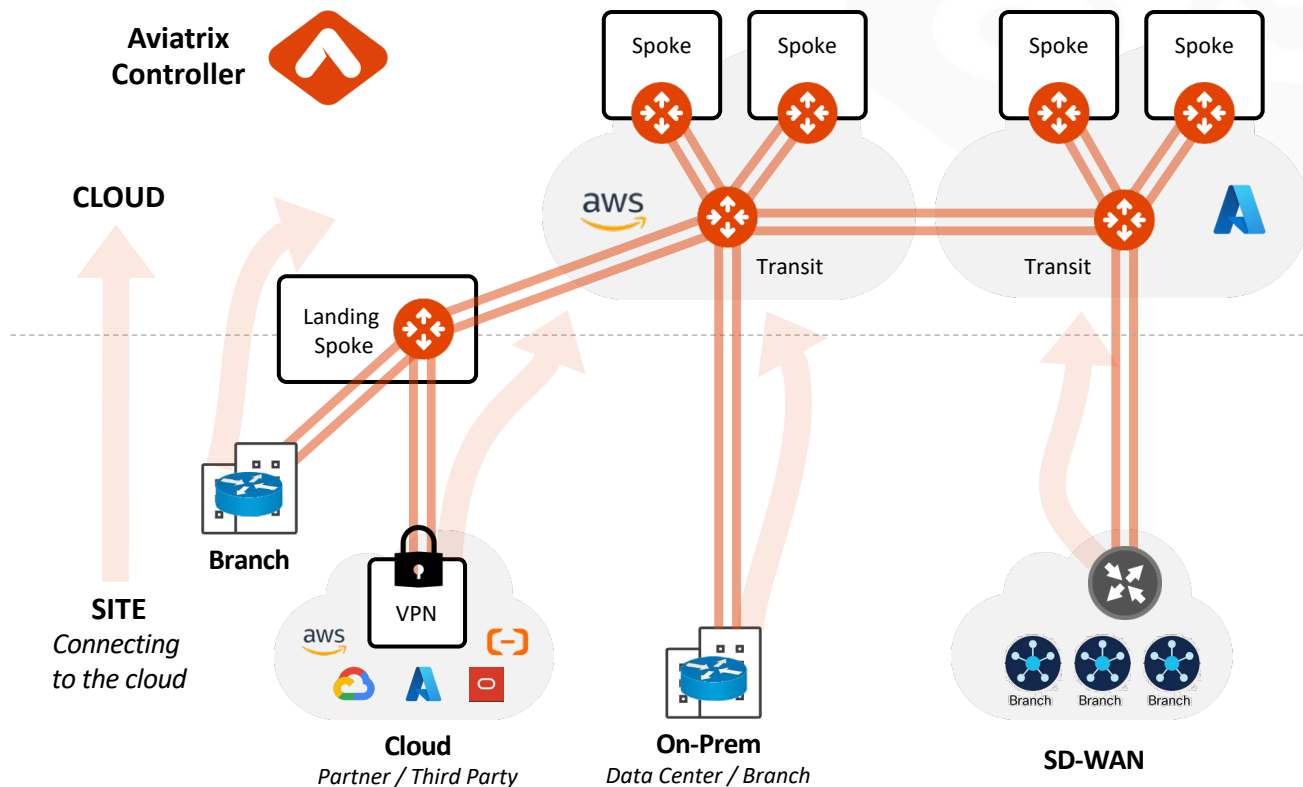 Aviatrix
Controller
Spoke
Spoke
Spoke
Spoke
CLOUD
aws
Transit
Transit
Landing
Spoke
Branch
SITE
Connecting
to the cloud
VPN
aws
Cloud
Partner / Third Party
On-Prem
Data Center / Branch
Branch
Branch
Branch
SD-WAN